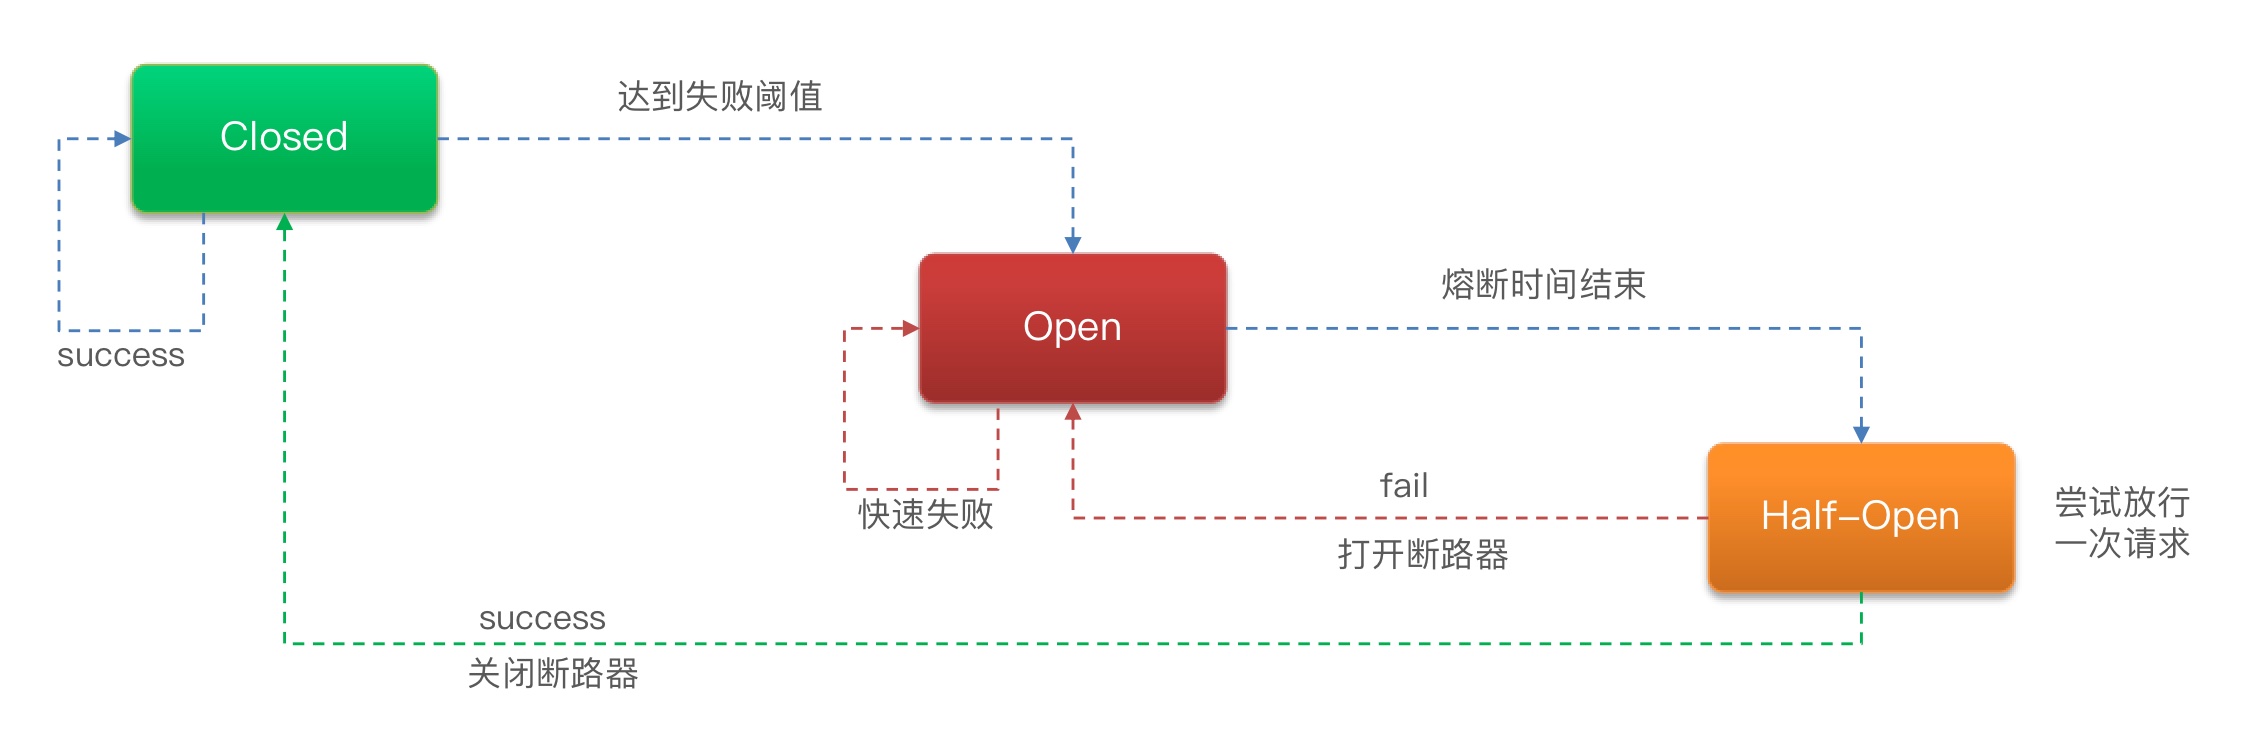 达到失败阈值
Closed
熔断时间结束
Open
success
fail
尝试放行
一次请求
Half-Open
快速失败
打开断路器
success
关闭断路器